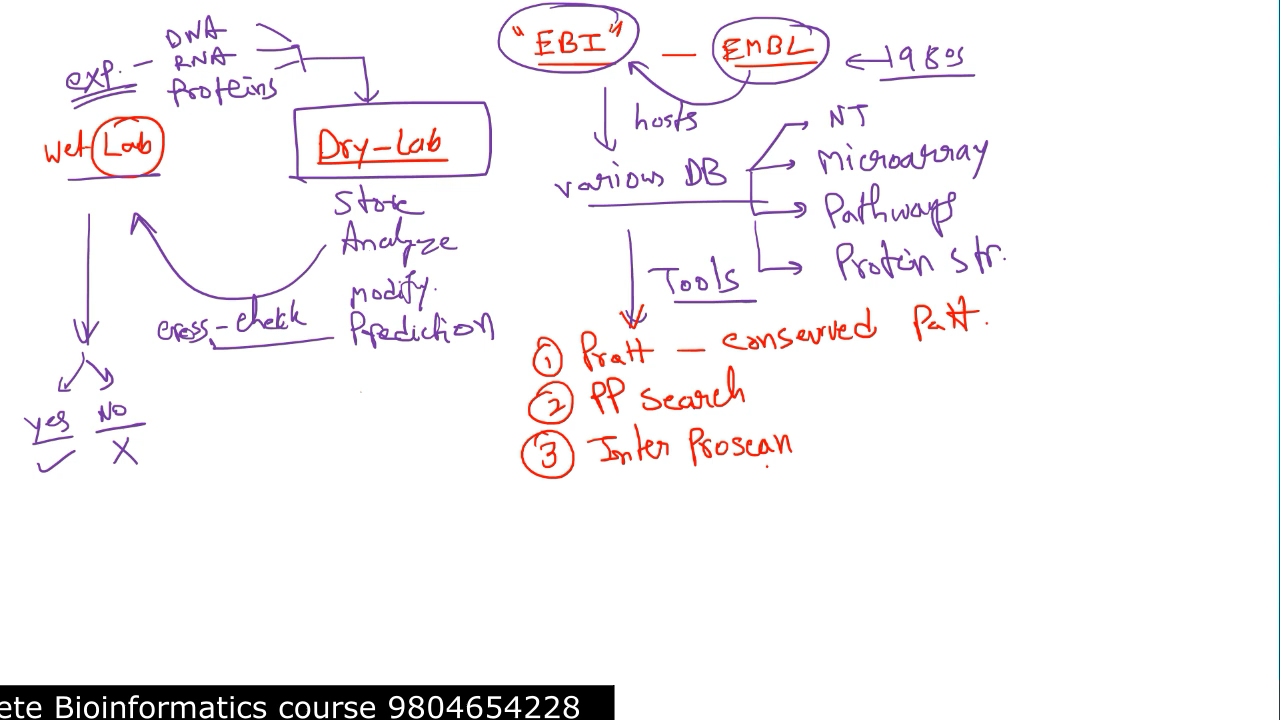 exp. - DNA
RNA
Proteins
Wet Lab
Dry-Lab
Store
Analyze
modify.
Prediction
cross-check
Yes No
✓ X
"EBI" - EMBL ← 1980s
hosts
various DB
NT
Microarray
Pathways
Protein str.
Tools
1 Pratt - conserved Patt.
2 PP search
3 Inter Proscan
ete Bioinformatics course 9804654228